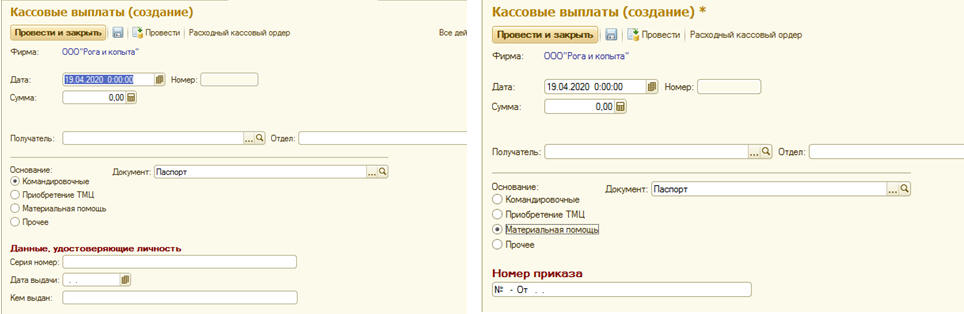 Кассовые выплаты (создание)
Провести и закрыть Провести Расходный кассовый ордер Все дей
Фирма: ООО"Рога и копыта"
Дата: 19.04.2020 0:00:00 Номер:
Сумма: 0,00
Получатель: ... Отдел:
Основание: Документ: Паспорт ...
Командировочные
Приобретение ТМЦ
Материальная помощь
Прочее
Данные, удостоверяющие личность
Серия номер:
Дата выдачи: . .
Кем выдан:
Кассовые выплаты (создание) *
Провести и закрыть Провести Расходный кассовый ордер
Фирма: ООО"Рога и копыта"
Дата: 19.04.2020 0:00:00 Номер:
Сумма: 0,00
Получатель: ... Отдел:
Основание: Документ: Паспорт ...
Командировочные
Приобретение ТМЦ
Материальная помощь
Прочее
Номер приказа
№ - От . .